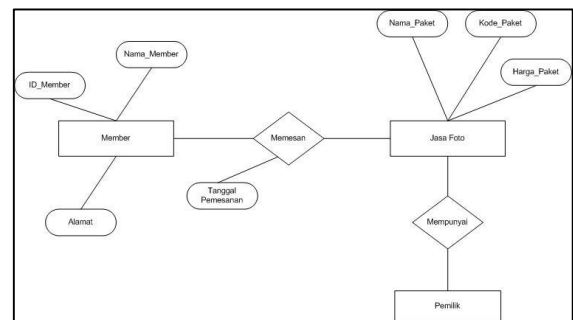 Nama_Paket
Kode_Paket
Nama_Member
Harga_Paket
ID_Member
Member
Memesan
Jasa Foto
Tanggal
Pemesanan
Alamat
Mempunyai
Pemilik